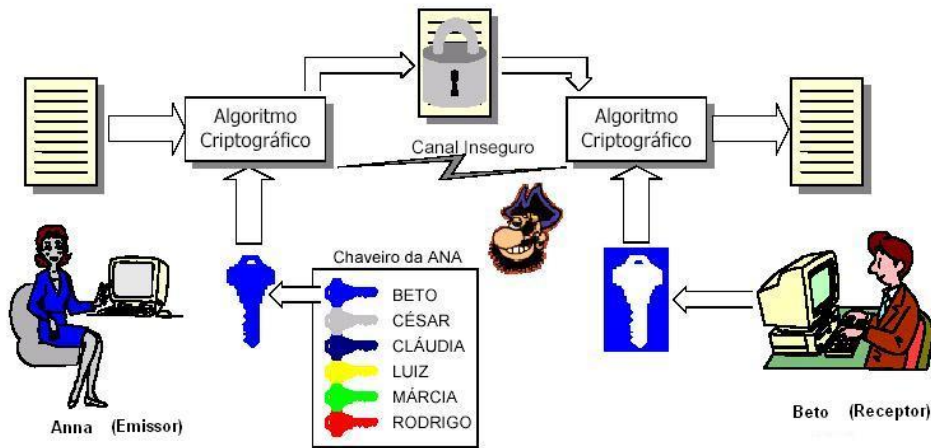 Algoritmo
Criptográfico
Algoritmo
Criptográfico
Canal Inseguro
Chaveiro da ANA
BETO
CÉSAR
CLÁUDIA
LUIZ
MÁRCIA
RODRIGO
Anna (Emissor)
Beto (Receptor)